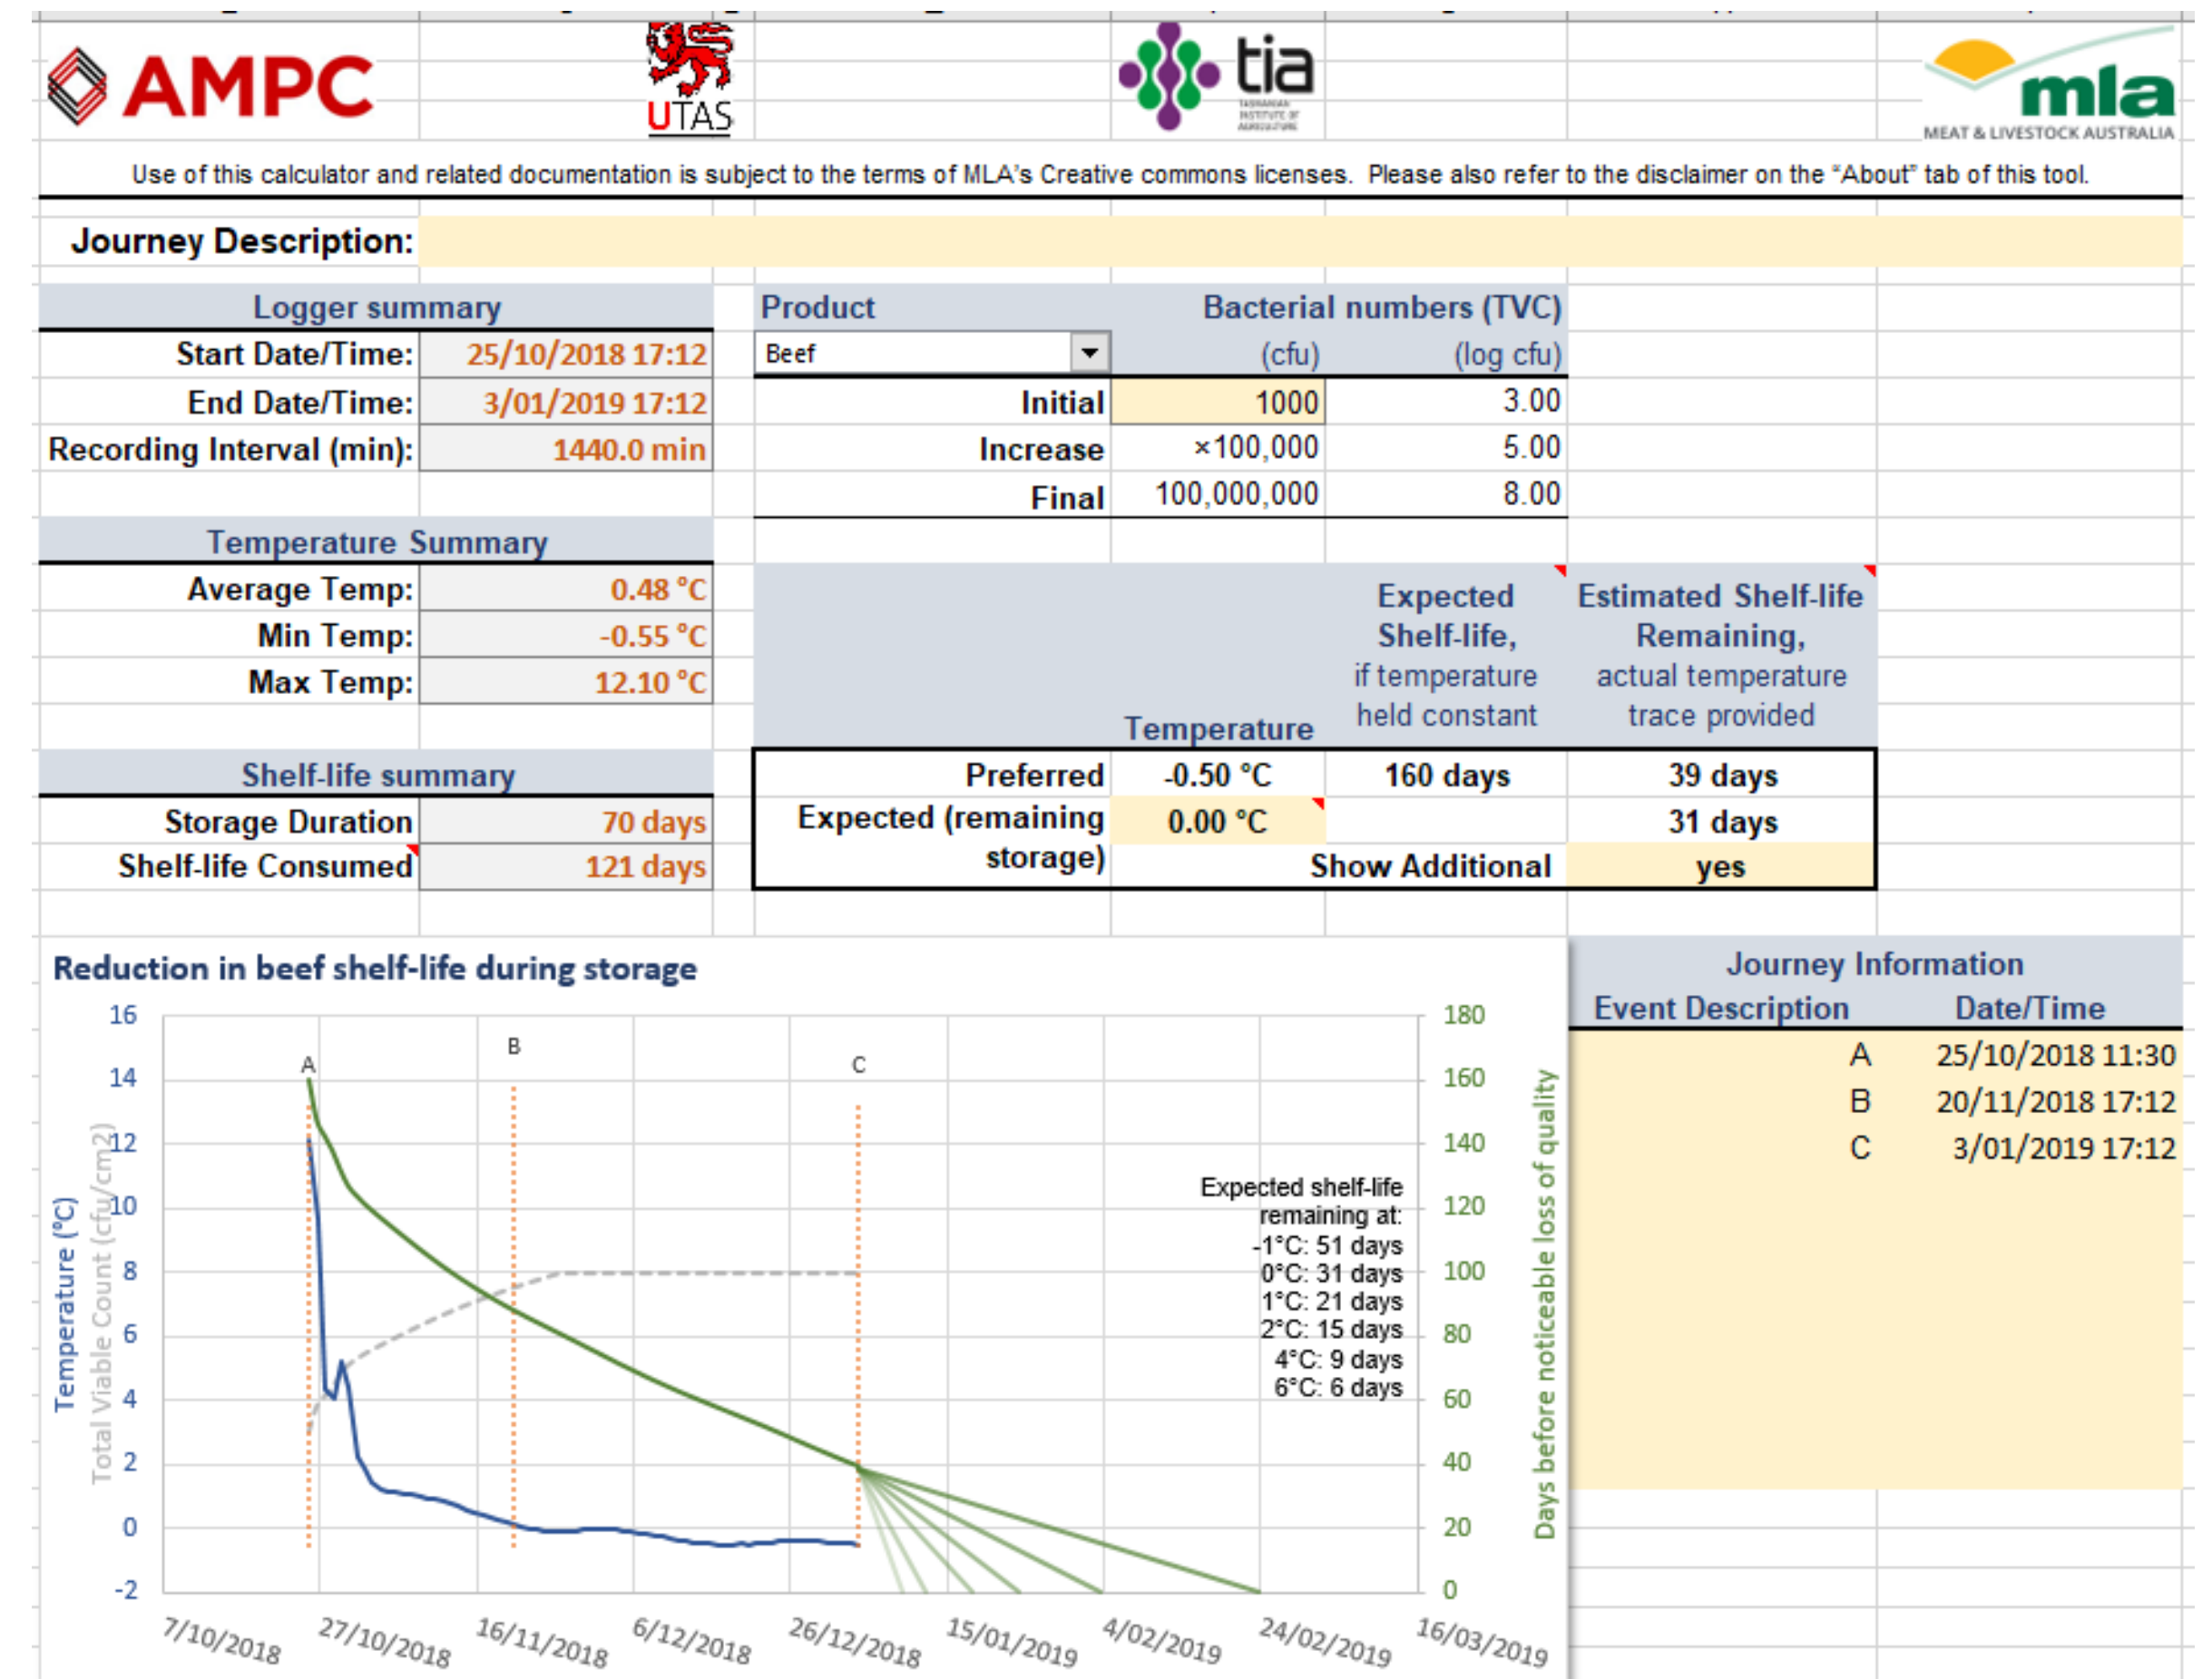 AMPC
UTAS
tia
TASMANIAN
INSTITUTE OF
AGRICULTURE
mla
MEAT & LIVESTOCK AUSTRALIA
Use of this calculator and related documentation is subject to the terms of MLA's Creative commons licenses. Please also refer to the disclaimer on the "About" tab of this tool.
Journey Description:
Logger summary
Start Date/Time: 25/10/2018 17:12
End Date/Time: 3/01/2019 17:12
Recording Interval (min): 1440.0 min
Product Bacterial numbers (TVC)
Beef (cfu) (log cfu)
Initial 1000 3.00
Increase ×100,000 5.00
Final 100,000,000 8.00
Temperature Summary
Average Temp: 0.48 °C
Min Temp: -0.55 °C
Max Temp: 12.10 °C
Shelf-life summary
Storage Duration 70 days
Shelf-life Consumed 121 days
Temperature
Expected
Shelf-life,
if temperature
held constant
Estimated Shelf-life
Remaining,
actual temperature
trace provided
Preferred -0.50 °C 160 days 39 days
Expected (remaining
storage) 0.00 °C 31 days
Show Additional yes
Reduction in beef shelf-life during storage
Temperature (°C)
Total Viable Count (cfu/cm2)
16
14
12
10
8
6
4
2
0
-2
A
B
C
Expected shelf-life
remaining at:
-1°C: 51 days
0°C: 31 days
1°C: 21 days
2°C: 15 days
4°C: 9 days
6°C: 6 days
180
160
140
120
100
80
60
40
20
0
Days before noticeable loss of quality
7/10/2018 27/10/2018 16/11/2018 6/12/2018 26/12/2018 15/01/2019 4/02/2019 24/02/2019 16/03/2019
Journey Information
Event Description Date/Time
A 25/10/2018 11:30
B 20/11/2018 17:12
C 3/01/2019 17:12